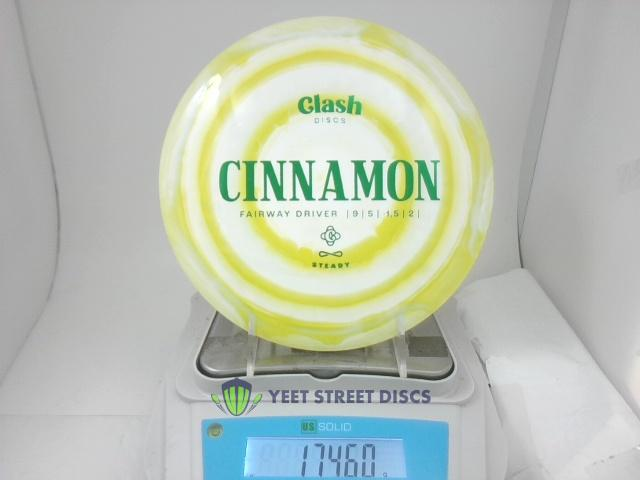 Clash
DISCS
CINNAMON
FAIRWAY DRIVER | 9 | 5 | 1.5 | 2 |
STEADY
YEET STREET DISCS
US SOLID
174.60 g